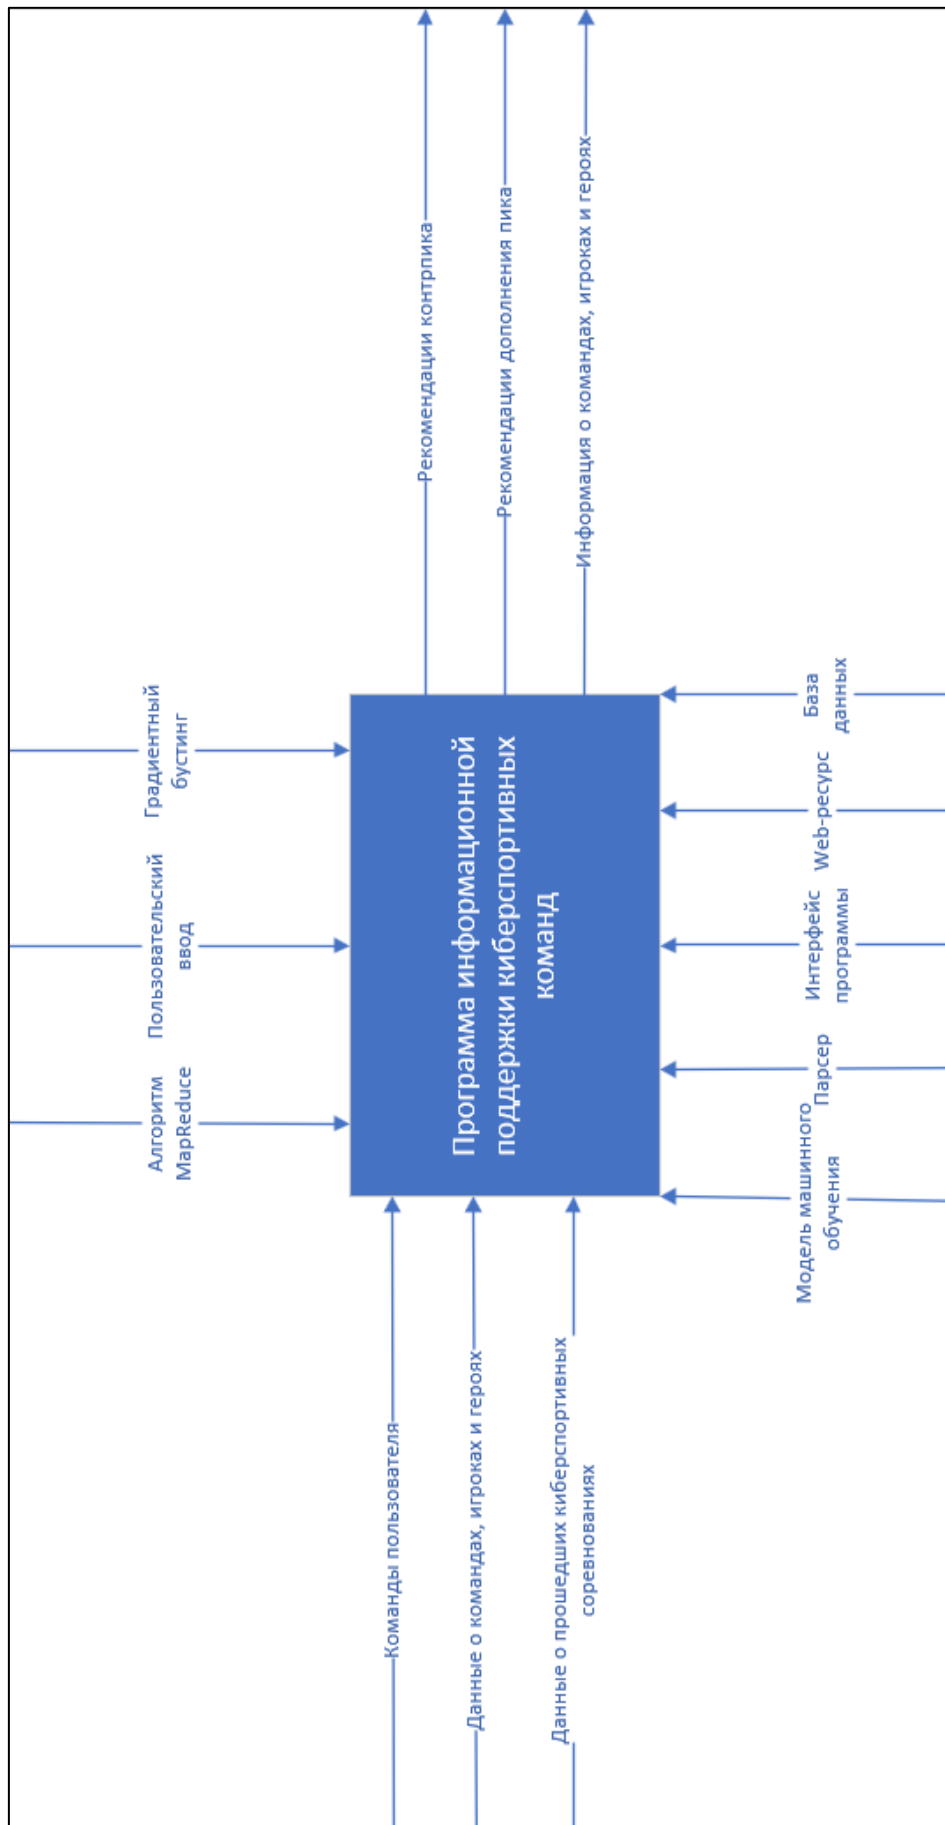 Алгоритм
MapReduce
Пользовательский
ввод
Градиентный
бустинг
Команды пользователя
Данные о командах, игроках и героях
Данные о прошедших киберспортивных
соревнованиях
Программа информационной
поддержки киберспортивных
команд
Рекомендации контрпика
Рекомендации дополнения пика
Информация о командах, игроках и героях
Модель машинного
обучения
Парсер
Интерфейс
программы
Web-ресурс
База
данных